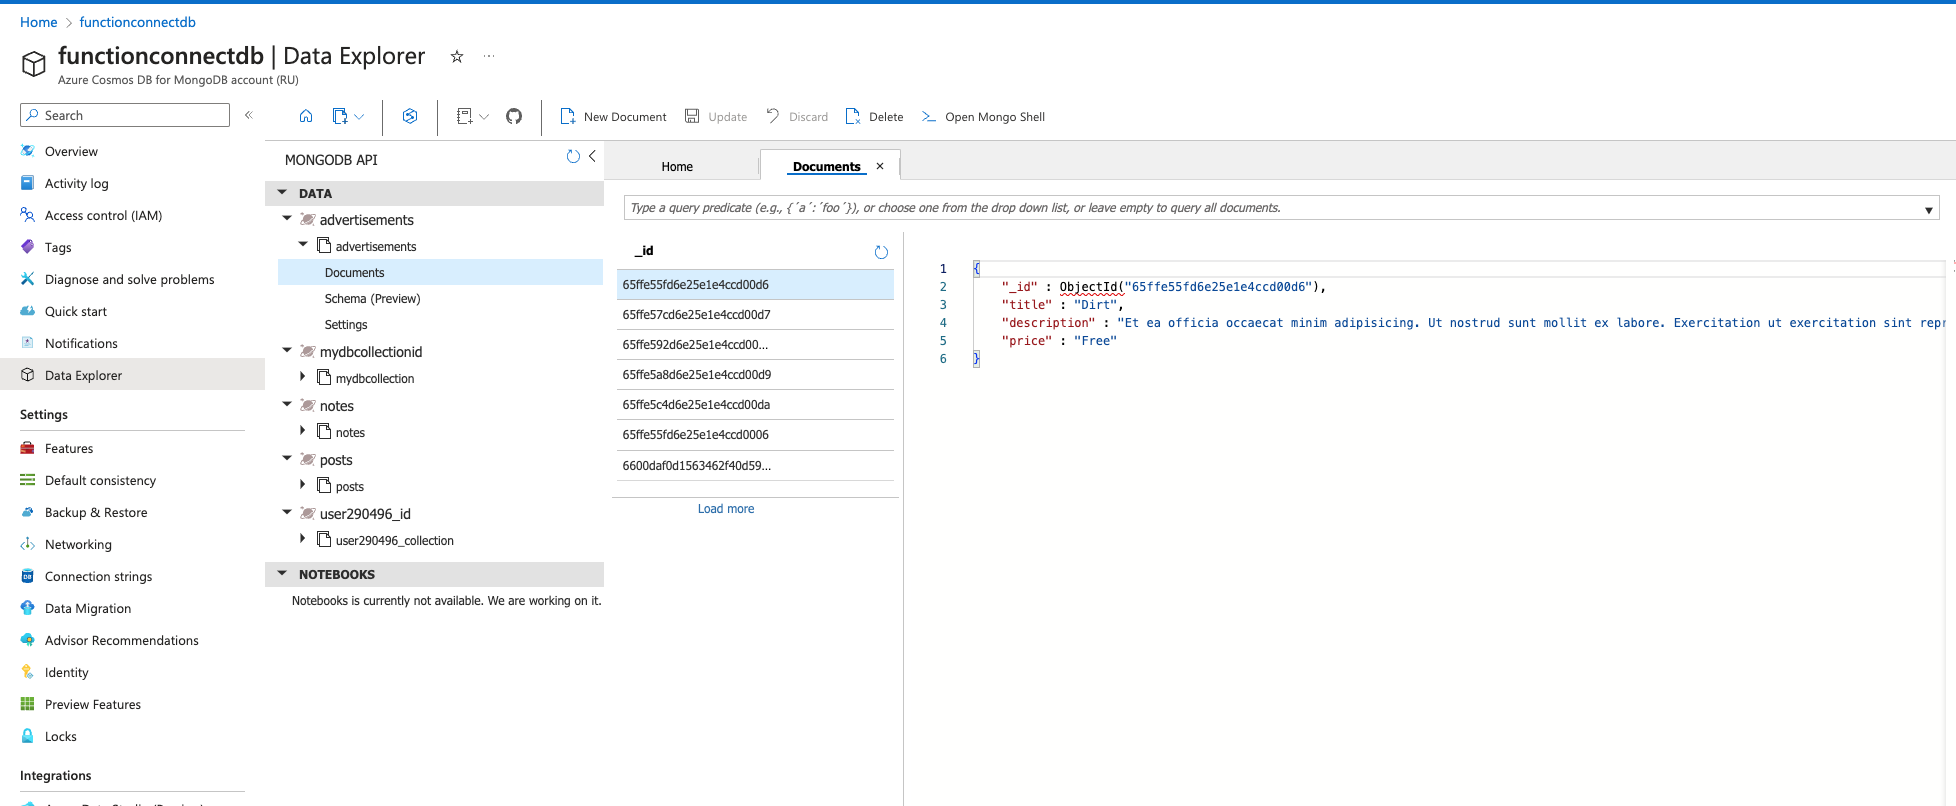 Home > functionconnectdb
functionconnectdb | Data Explorer
Azure Cosmos DB for MongoDB account (RU)
Search
Overview
Activity log
Access control (IAM)
Tags
Diagnose and solve problems
Quick start
Notifications
Data Explorer
Settings
Features
Default consistency
Backup & Restore
Networking
Connection strings
Data Migration
Advisor Recommendations
Identity
Preview Features
Locks
Integrations
New Document
Update
Discard
Delete
Open Mongo Shell
MONGODB API
DATA
advertisements
advertisements
Documents
Schema (Preview)
Settings
mydbcollectionid
mydbcollection
notes
notes
posts
posts
user290496_id
user290496_collection
NOTEBOOKS
Notebooks is currently not available. We are working on it.
Home
Documents
Type a query predicate (e.g., {´a´:´foo´}), or choose one from the drop down list, or leave empty to query all documents.
_id
65ffe55fd6e25e1e4ccd00d6
65ffe57cd6e25e1e4ccd00d7
65ffe592d6e25e1e4ccd00...
65ffe5a8d6e25e1e4ccd00d9
65ffe5c4d6e25e1e4ccd00da
65ffe55fd6e25e1e4ccd0006
6600daf0d1563462f40d59...
Load more
1 {
2 "_id" : ObjectId("65ffe55fd6e25e1e4ccd00d6"),
3 "title" : "Dirt",
4 "description" : "Et ea officia occaecat minim adipisicing. Ut nostrud sunt mollit ex labore. Exercitation ut exercitation sint repr
5 "price" : "Free"
6 }